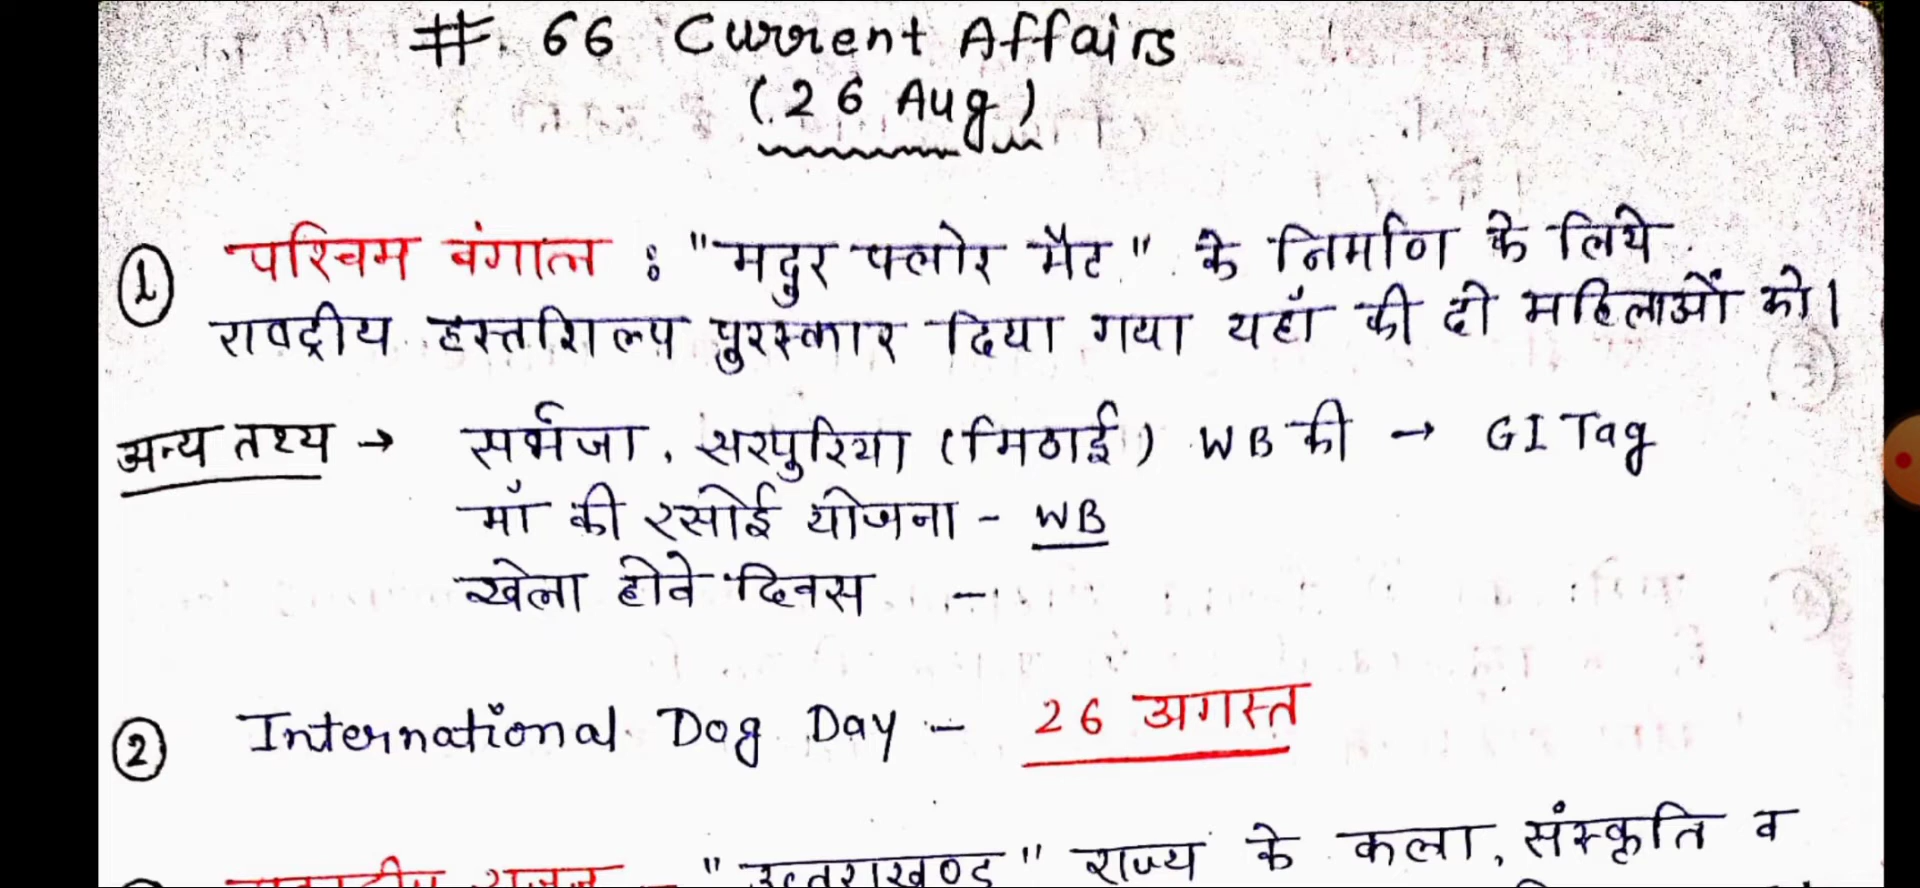 #. 66 Current Affairs
(26 Aug)
① पश्चिम बंगाल : "मदुर फ्लोर मैट" के निर्माण के लिये
राष्ट्रीय हस्तशिल्प पुरस्कार दिया गया यहाँ की दो महिलाओं को।
अन्य तथ्य → सरभजा, सरपुरिया (मिठाई) WB की → GI Tag
माँ की रसोई योजना - WB
खेला होवे दिवस -
② International Dog Day - 26 अगस्त
"उत्तराखण्ड" राज्य के कला, संस्कृति व